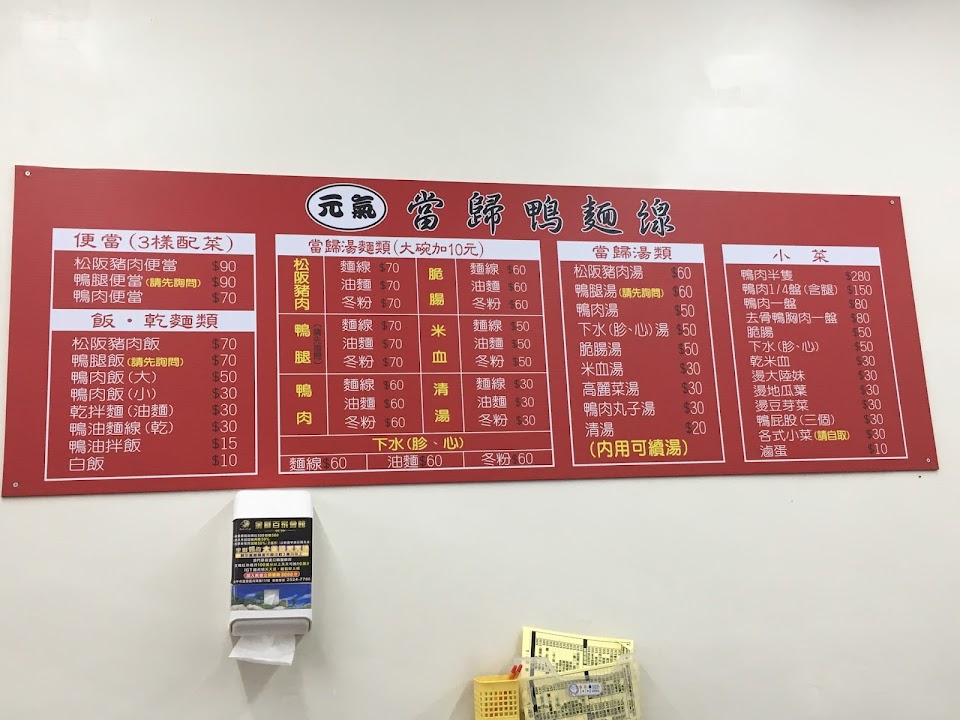 元氣 當歸鴨麵線
便當(3樣配菜)
松阪豬肉便當 $90
鴨腿便當(請先詢問) $90
鴨肉便當 $70
飯・乾麵類
松阪豬肉飯 $70
鴨腿飯(請先詢問) $70
鴨肉飯(大) $50
鴨肉飯(小) $30
乾拌麵(油麵) $30
鴨油麵線(乾) $30
鴨油拌飯 $15
白飯 $10
當歸湯麵類(大碗加10元)
松阪豬肉
麵線 $70
油麵 $70
冬粉 $70
脆腸
麵線 $60
油麵 $60
冬粉 $60
鴨腿
麵線 $70
油麵 $70
冬粉 $70
米血
麵線 $50
油麵 $50
冬粉 $50
鴨肉
麵線 $60
油麵 $60
冬粉 $60
清湯
麵線 $30
油麵 $30
冬粉 $30
下水(胗、心)
麵線 $60 油麵 $60 冬粉 $60
當歸湯類
松阪豬肉湯 $60
鴨腿湯(請先詢問) $60
鴨肉湯 $50
下水(胗、心)湯 $50
脆腸湯 $50
米血湯 $30
高麗菜湯 $30
鴨肉丸子湯 $30
清湯 $20
(內用可續湯)
小菜
鴨肉半隻 $280
鴨肉1/4盤(含腿) $150
鴨肉一盤 $80
去骨鴨胸肉一盤 $80
脆腸 $50
下水(胗、心) $50
乾米血 $30
燙大陸妹 $30
燙地瓜葉 $30
燙豆芽菜 $30
鴨屁股(三個) $30
各式小菜(請自取) $30
滷蛋 $10